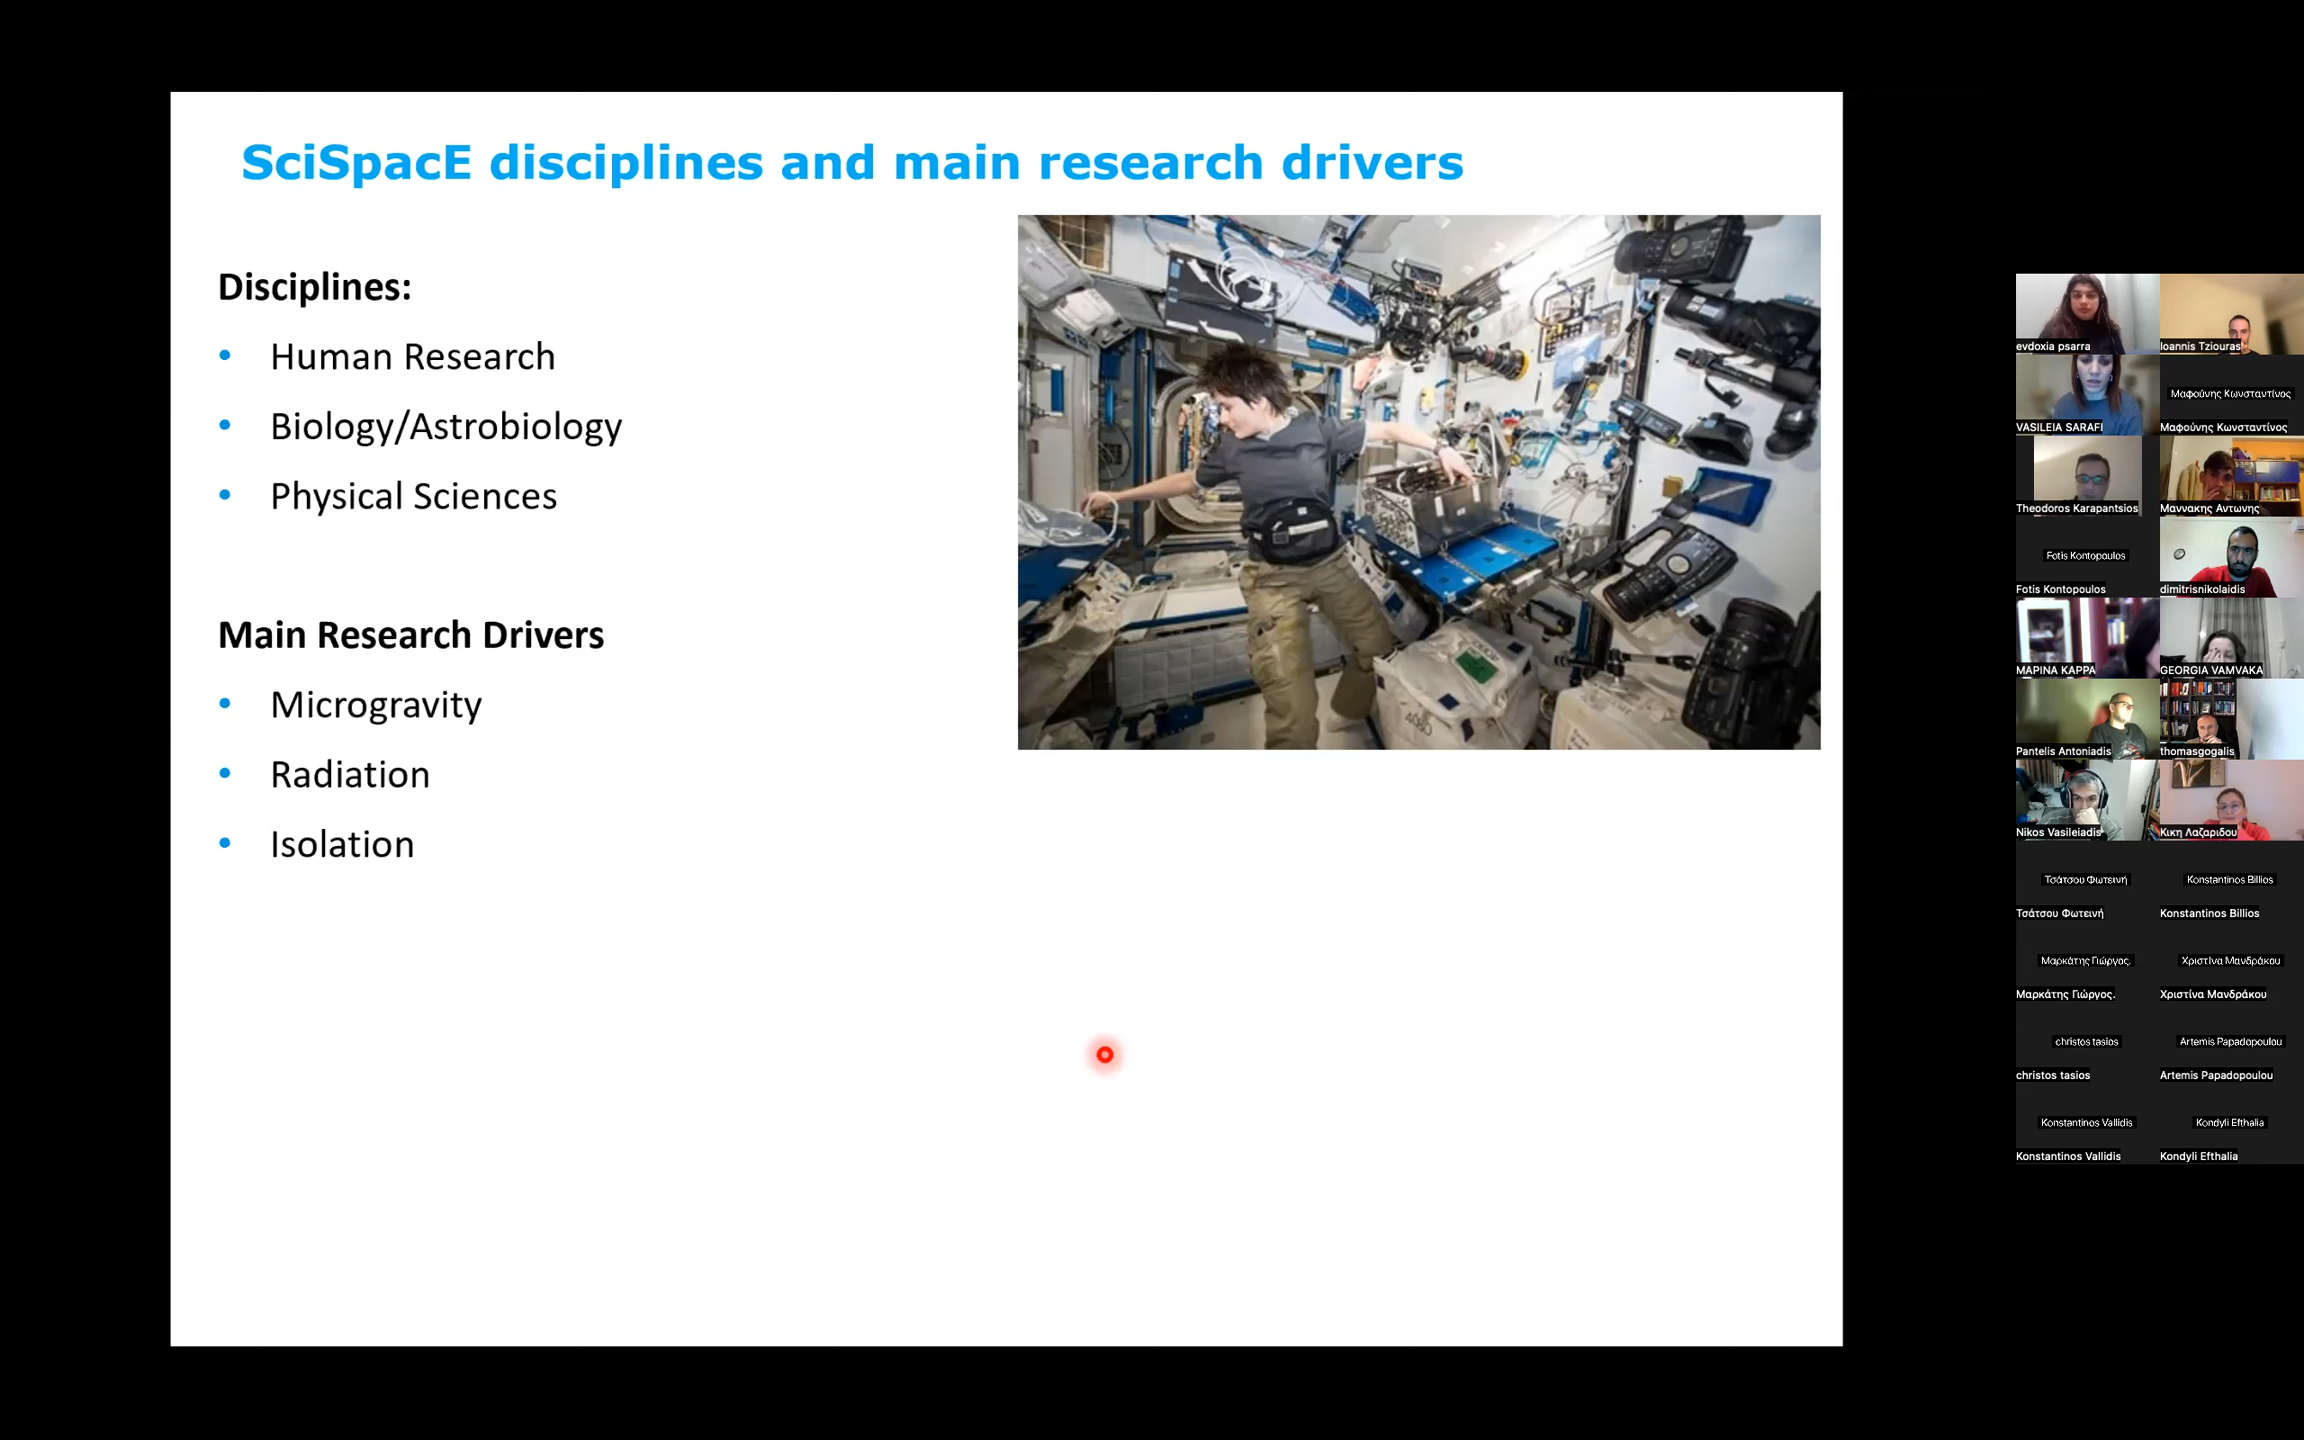 SciSpacE disciplines and main research drivers
Disciplines:
• Human Research
• Biology/Astrobiology
• Physical Sciences
Main Research Drivers
• Microgravity
• Radiation
• Isolation
evdoxia psarra
Ioannis Tziouras
VASILEIA SARAFI
Μαφούνης Κωνσταντίνος
Μαφούνης Κωνσταντίνος
Theodoros Karapantsios
Μαννακης Αντωνης
Fotis Kontopoulos
Fotis Kontopoulos
dimitrisnikolaidis
ΜΑΡΙΝΑ ΚΑΡΡΑ
GEORGIA VAMVAKA
Pantelis Antoniadis
thomasgogalis
Nikos Vasileiadis
Κικη Λαζαριδου
Τσάτσου Φωτεινή
Τσάτσου Φωτεινή
Konstantinos Billios
Konstantinos Billios
Μαρκάτης Γιώργος.
Μαρκάτης Γιώργος.
Χριστίνα Μανδράκου
Χριστίνα Μανδράκου
christos tasios
christos tasios
Artemis Papadopoulou
Artemis Papadopoulou
Konstantinos Vallidis
Konstantinos Vallidis
Kondyli Efthalia
Kondyli Efthalia